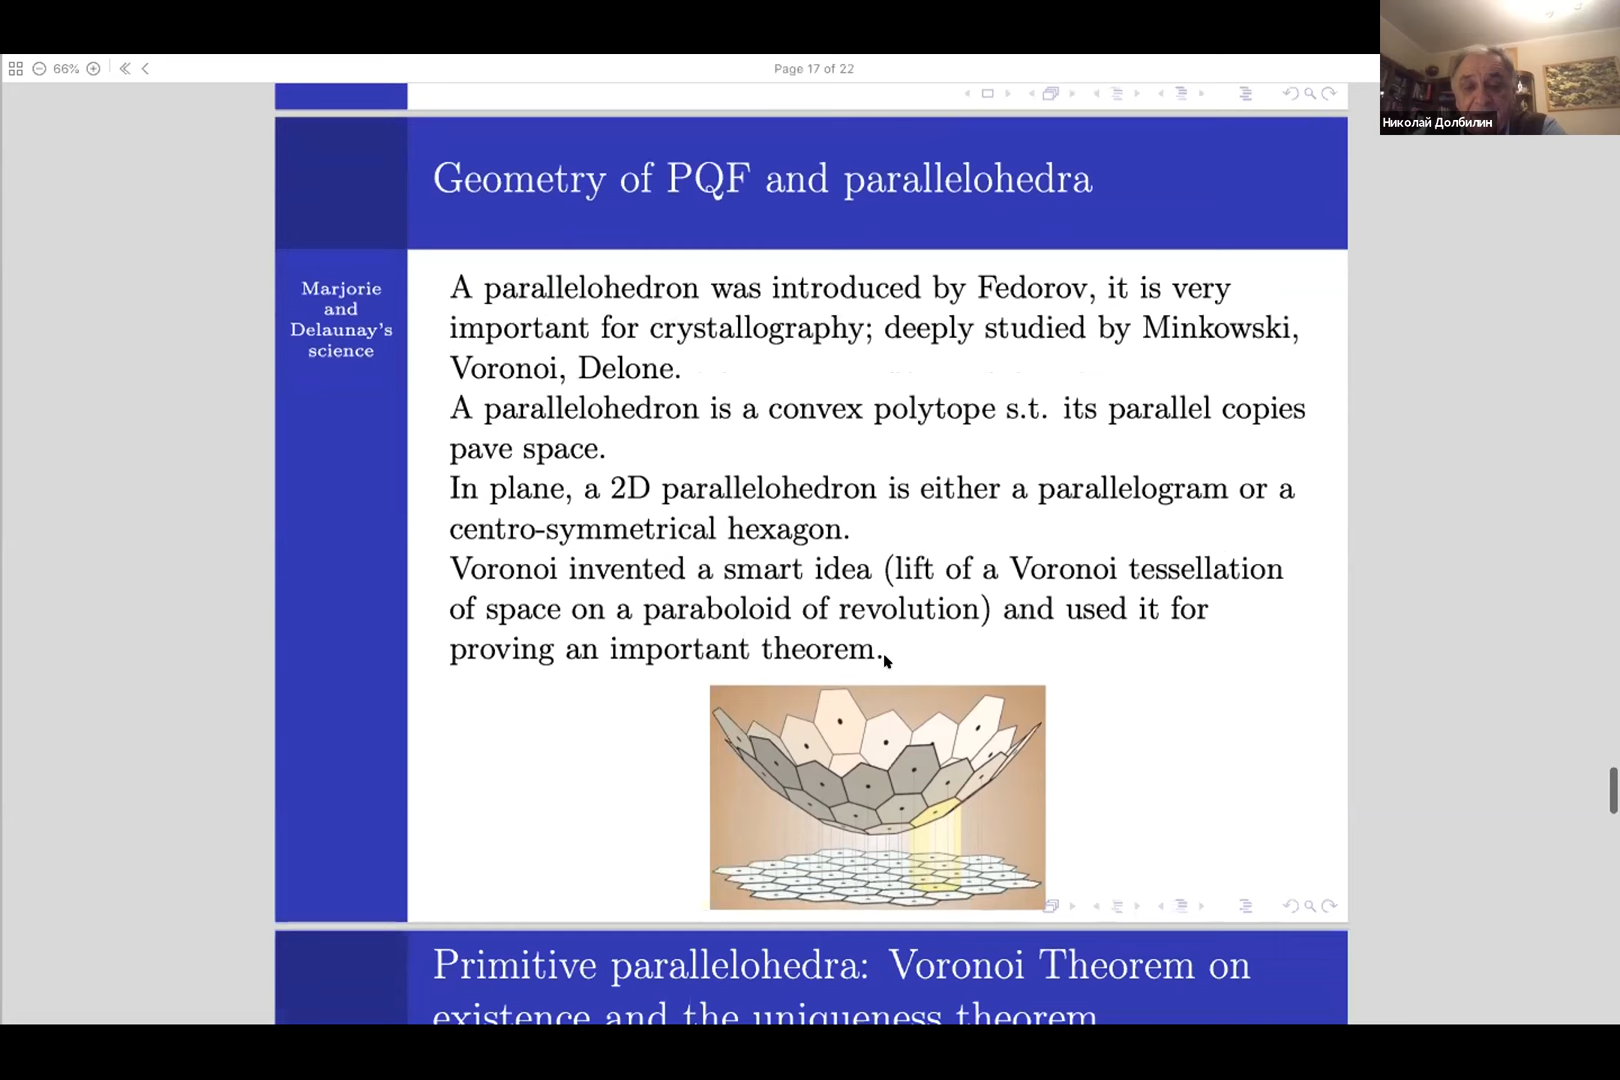 66%
Page 17 of 22
Николай Долбилин
Geometry of PQF and parallelohedra
Marjorie
and
Delaunay's
science
A parallelohedron was introduced by Fedorov, it is very
important for crystallography; deeply studied by Minkowski,
Voronoi, Delone.
A parallelohedron is a convex polytope s.t. its parallel copies
pave space.
In plane, a 2D parallelohedron is either a parallelogram or a
centro-symmetrical hexagon.
Voronoi invented a smart idea (lift of a Voronoi tessellation
of space on a paraboloid of revolution) and used it for
proving an important theorem.
Primitive parallelohedra: Voronoi Theorem on
existence and the uniqueness theorem